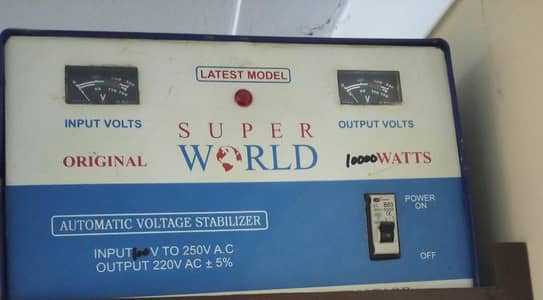 LATEST MODEL
INPUT VOLTS
OUTPUT VOLTS
SUPER
WORLD
ORIGINAL
10000 WATTS
POWER
ON
OFF
AUTOMATIC VOLTAGE STABILIZER
INPUT 100V TO 250V A.C
OUTPUT 220V AC ± 5%